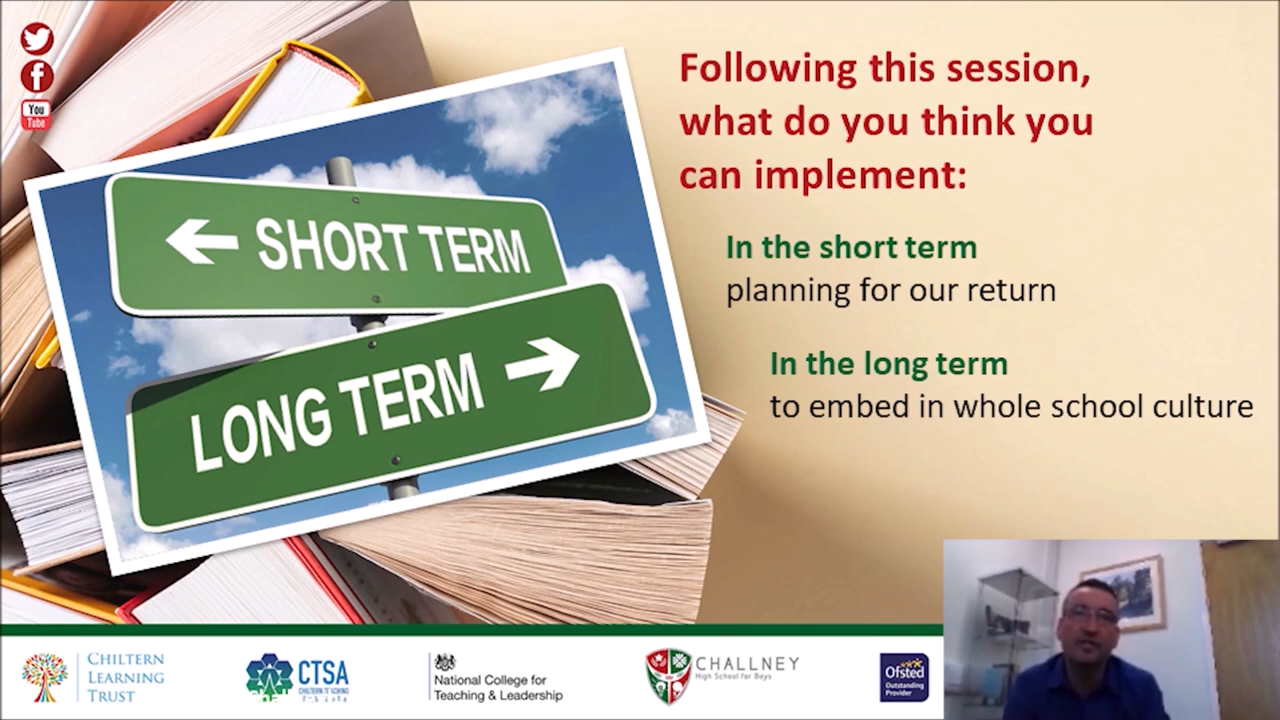 You
Tube
Following this session,
what do you think you
can implement:
SHORT TERM
In the short term
planning for our return
LONG TERM
In the long term
to embed in whole school culture
CHILTERN
LEARNING
TRUST
CTSA
National College for
Teaching & Leadership
CHALLNEY
High School for Boys
Ofsted
Outstanding
Provider